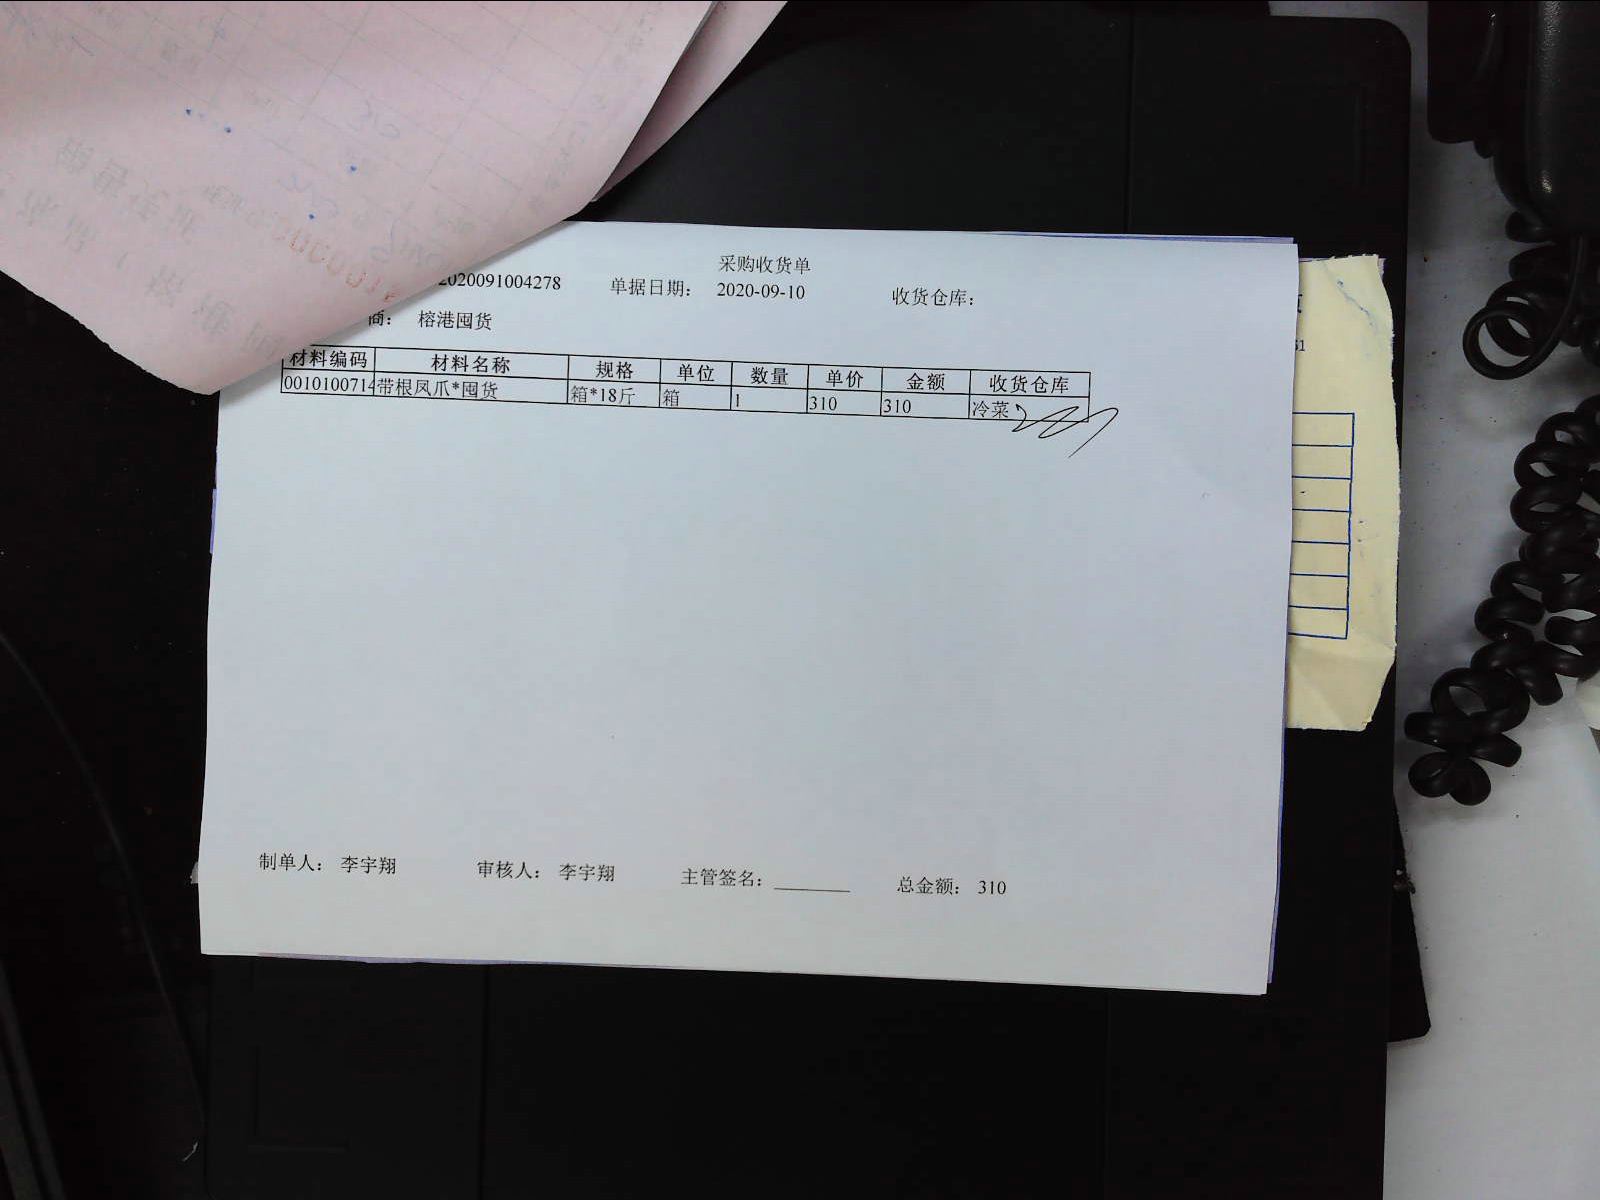 采购收货单
2020091004278 单据日期： 2020-09-10 收货仓库：
商： 榕港囤货
材料编码 材料名称 规格 单位 数量 单价 金额 收货仓库
0010100714 带根凤爪*囤货 箱*18斤 箱 1 310 310 冷菜
制单人： 李宇翔 审核人： 李宇翔 主管签名： 总金额： 310